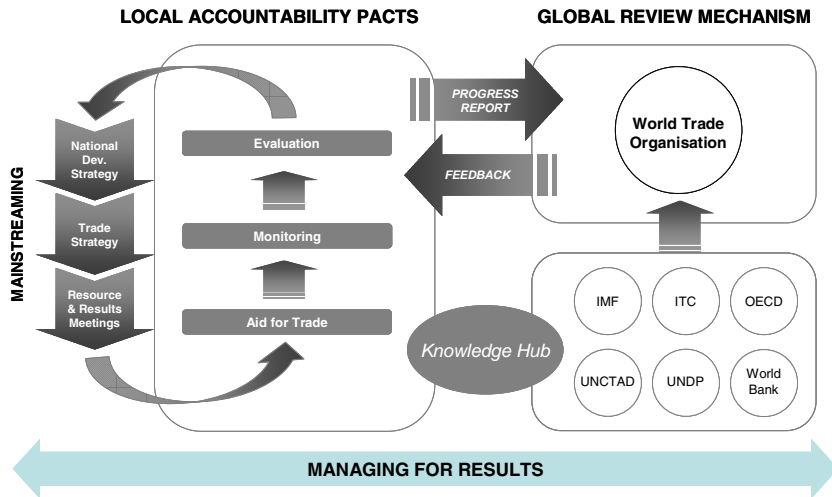 LOCAL ACCOUNTABILITY PACTS
GLOBAL REVIEW MECHANISM
MAINSTREAMING
National
Dev.
Strategy
Trade
Strategy
Resource
& Results
Meetings
Evaluation
Monitoring
Aid for Trade
PROGRESS
REPORT
FEEDBACK
World Trade
Organisation
Knowledge Hub
IMF
ITC
OECD
UNCTAD
UNDP
World
Bank
MANAGING FOR RESULTS